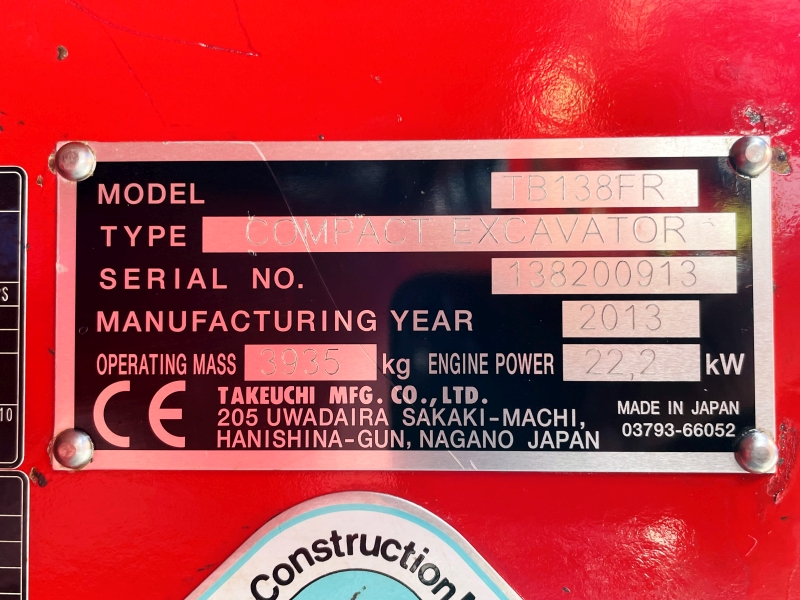 MODEL TB138FR
TYPE COMPACT EXCAVATOR
SERIAL NO. 138200913
MANUFACTURING YEAR 2013
OPERATING MASS 3935 kg ENGINE POWER 22,2 kW
CE
TAKEUCHI MFG. CO., LTD.
205 UWADAIRA SAKAKI-MACHI,
HANISHINA-GUN, NAGANO JAPAN
MADE IN JAPAN
03793-66052
PS
10
Construction